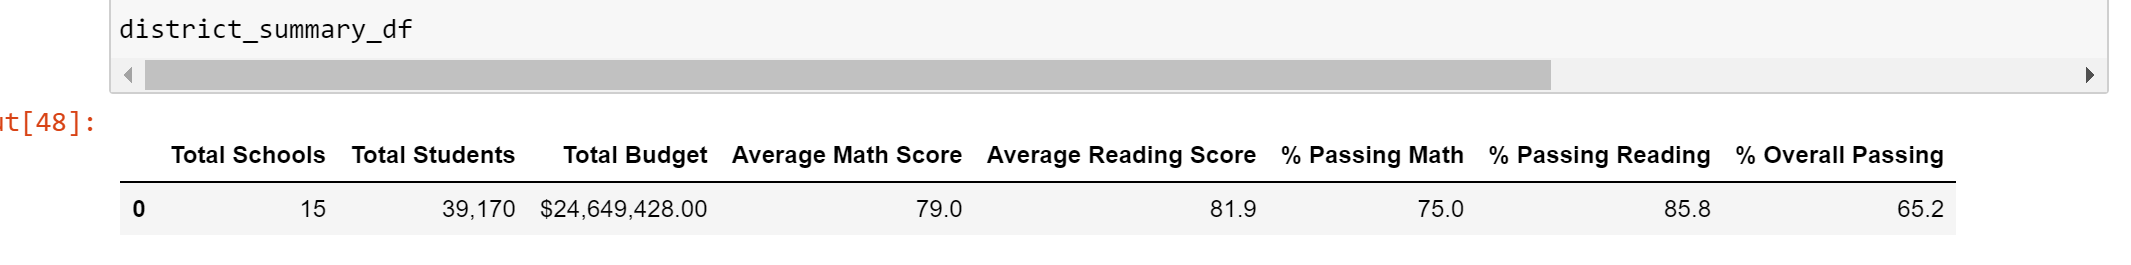 district_summary_df
ut[48]:
Total Schools Total Students Total Budget Average Math Score Average Reading Score % Passing Math % Passing Reading % Overall Passing
0 15 39,170 $24,649,428.00 79.0 81.9 75.0 85.8 65.2